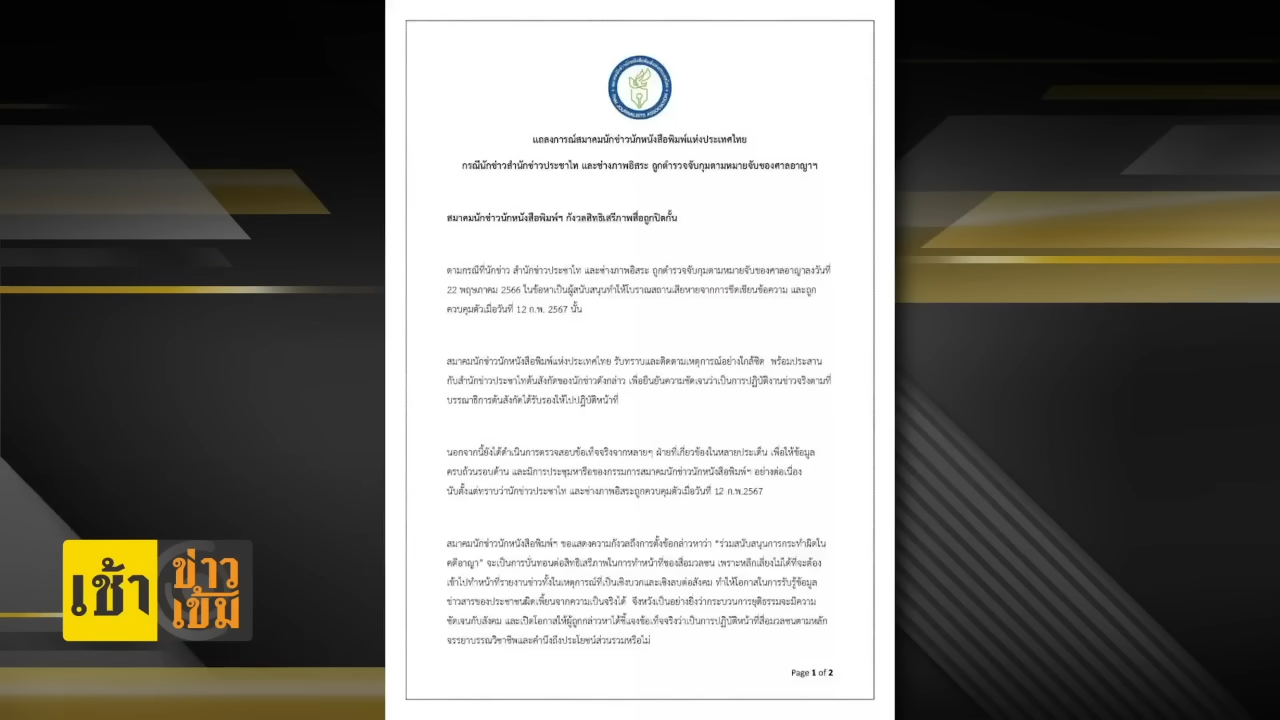 THAI JOURNALISTS ASSOCIATION
แถลงการณ์สมาคมนักข่าวนักหนังสือพิมพ์แห่งประเทศไทย
กรณีนักข่าวสำนักข่าวประชาไท และช่างภาพอิสระ ถูกตำรวจจับกุมตามหมายจับของศาลอาญาฯ
สมาคมนักข่าวนักหนังสือพิมพ์ฯ กังวลสิทธิเสรีภาพสื่อถูกปิดกั้น
ตามกรณีที่นักข่าว สำนักข่าวประชาไท และช่างภาพอิสระ ถูกตำรวจจับกุมตามหมายจับของศาลอาญาลงวันที่
22 พฤษภาคม 2566 ในข้อหาเป็นผู้สนับสนุนทำให้โบราณสถานเสียหายจากการขีดเขียนข้อความ และถูก
ควบคุมตัวเมื่อวันที่ 12 ก.พ. 2567 นั้น
สมาคมนักข่าวนักหนังสือพิมพ์แห่งประเทศไทย รับทราบและติดตามเหตุการณ์อย่างใกล้ชิด พร้อมประสาน
กับสำนักข่าวประชาไทต้นสังกัดของนักข่าวดังกล่าว เพื่อยืนยันความชัดเจนว่าเป็นการปฏิบัติงานข่าวจริงตามที่
บรรณาธิการต้นสังกัดได้รับรองให้ไปปฏิบัติหน้าที่
นอกจากนี้ยังได้ดำเนินการตรวจสอบข้อเท็จจริงจากหลายๆ ฝ่ายที่เกี่ยวข้องในหลายประเด็น เพื่อให้ข้อมูล
ครบถ้วนรอบด้าน และมีการประชุมหารือของกรรมการสมาคมนักข่าวนักหนังสือพิมพ์ฯ อย่างต่อเนื่อง
นับตั้งแต่ทราบว่านักข่าวประชาไท และช่างภาพอิสระถูกควบคุมตัวเมื่อวันที่ 12 ก.พ.2567
สมาคมนักข่าวนักหนังสือพิมพ์ฯ ขอแสดงความกังวลถึงการตั้งข้อกล่าวหาว่า "ร่วมสนับสนุนการกระทำผิดใน
คดีอาญา" จะเป็นการบั่นทอนต่อสิทธิเสรีภาพในการทำหน้าที่ของสื่อมวลชน เพราะหลีกเลี่ยงไม่ได้ที่จะต้อง
เข้าไปทำหน้าที่รายงานข่าวทั้งในเหตุการณ์ที่เป็นเชิงบวกและเชิงลบต่อสังคม ทำให้โอกาสในการรับรู้ข้อมูล
ข่าวสารของประชาชนผิดเพี้ยนจากความเป็นจริงได้ จึงหวังเป็นอย่างยิ่งว่ากระบวนการยุติธรรมจะมีความ
ชัดเจนกับสังคม และเปิดโอกาสให้ผู้ถูกกล่าวหาได้ชี้แจงข้อเท็จจริงว่าเป็นการปฏิบัติหน้าที่สื่อมวลชนตามหลัก
จรรยาบรรณวิชาชีพและคำนึงถึงประโยชน์ส่วนรวมหรือไม่
Page 1 of 2
เช้า
ข่าว
เข้ม